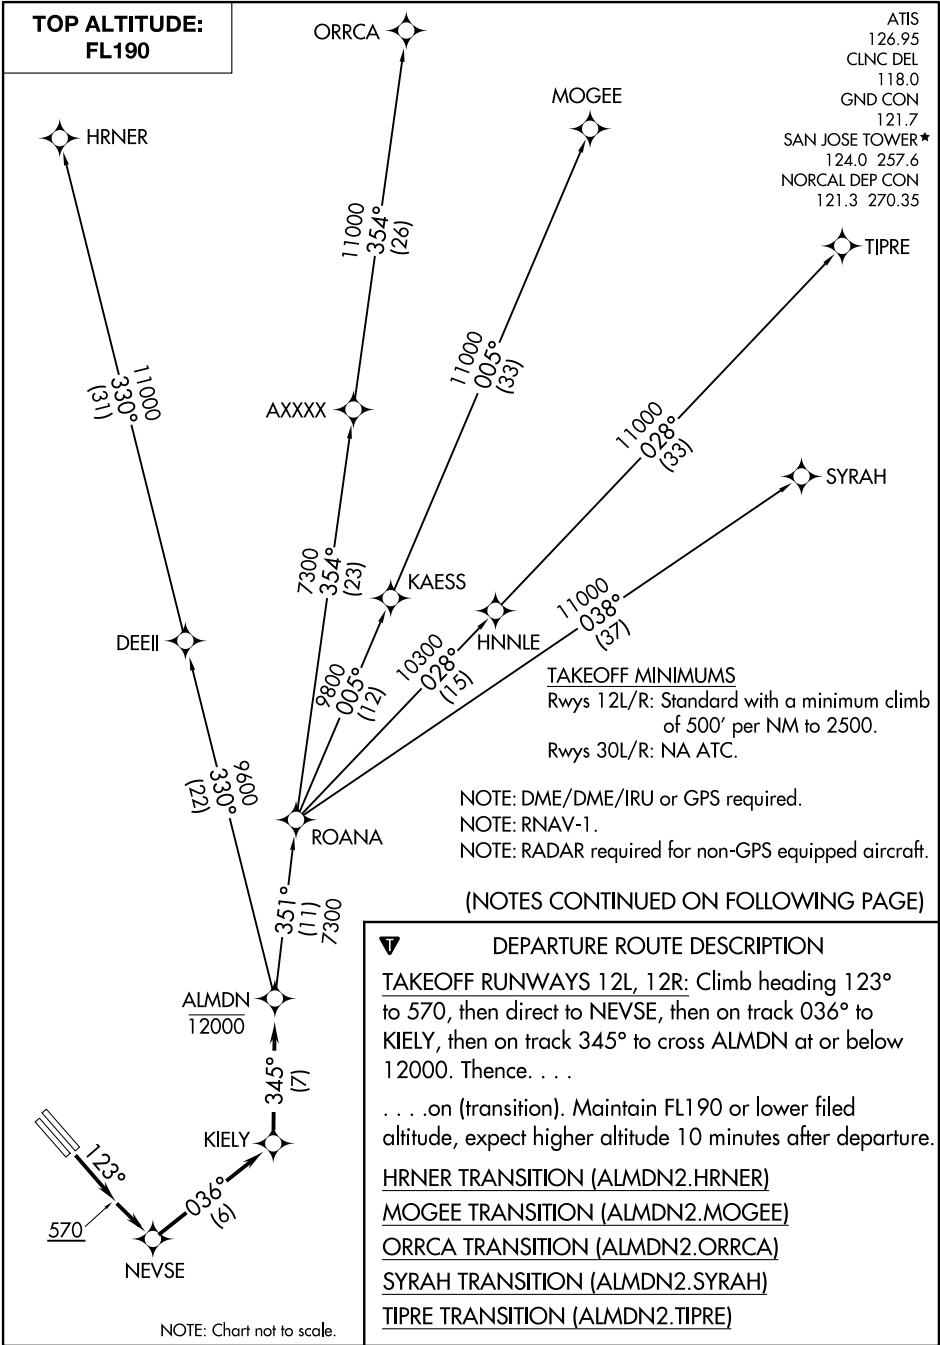 TOP ALTITUDE:
FL190
ATIS
126.95
CLNC DEL
118.0
GND CON
121.7
SAN JOSE TOWER★
124.0 257.6
NORCAL DEP CON
121.3 270.35
ORRCA
MOGEE
HRNER
TIPRE
11000
354°
(26)
11000
005°
(33)
11000
330°
(31)
AXXXX
11000
028°
(33)
SYRAH
7300
354°
(23)
KAESS
11000
038°
(37)
DEEII
HNNLE
9800
005°
(12)
10300
028°
(15)
TAKEOFF MINIMUMS
Rwys 12L/R: Standard with a minimum climb
of 500' per NM to 2500.
Rwys 30L/R: NA ATC.
9600
330°
(22)
NOTE: DME/DME/IRU or GPS required.
NOTE: RNAV-1.
NOTE: RADAR required for non-GPS equipped aircraft.
ROANA
(NOTES CONTINUED ON FOLLOWING PAGE)
351°
(11)
7300
ALMDN
12000
345°
(7)
KIELY
123°
036°
(6)
570
NEVSE
NOTE: Chart not to scale.
T
DEPARTURE ROUTE DESCRIPTION
TAKEOFF RUNWAYS 12L, 12R: Climb heading 123°
to 570, then direct to NEVSE, then on track 036° to
KIELY, then on track 345° to cross ALMDN at or below
12000. Thence. . . .
. . . .on (transition). Maintain FL190 or lower filed
altitude, expect higher altitude 10 minutes after departure.
HRNER TRANSITION (ALMDN2.HRNER)
MOGEE TRANSITION (ALMDN2.MOGEE)
ORRCA TRANSITION (ALMDN2.ORRCA)
SYRAH TRANSITION (ALMDN2.SYRAH)
TIPRE TRANSITION (ALMDN2.TIPRE)